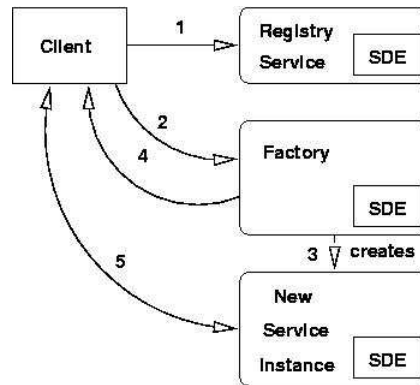 Client
1
Registry
Service
SDE
2
4
Factory
SDE
3 creates
5
New
Service
Instance
SDE